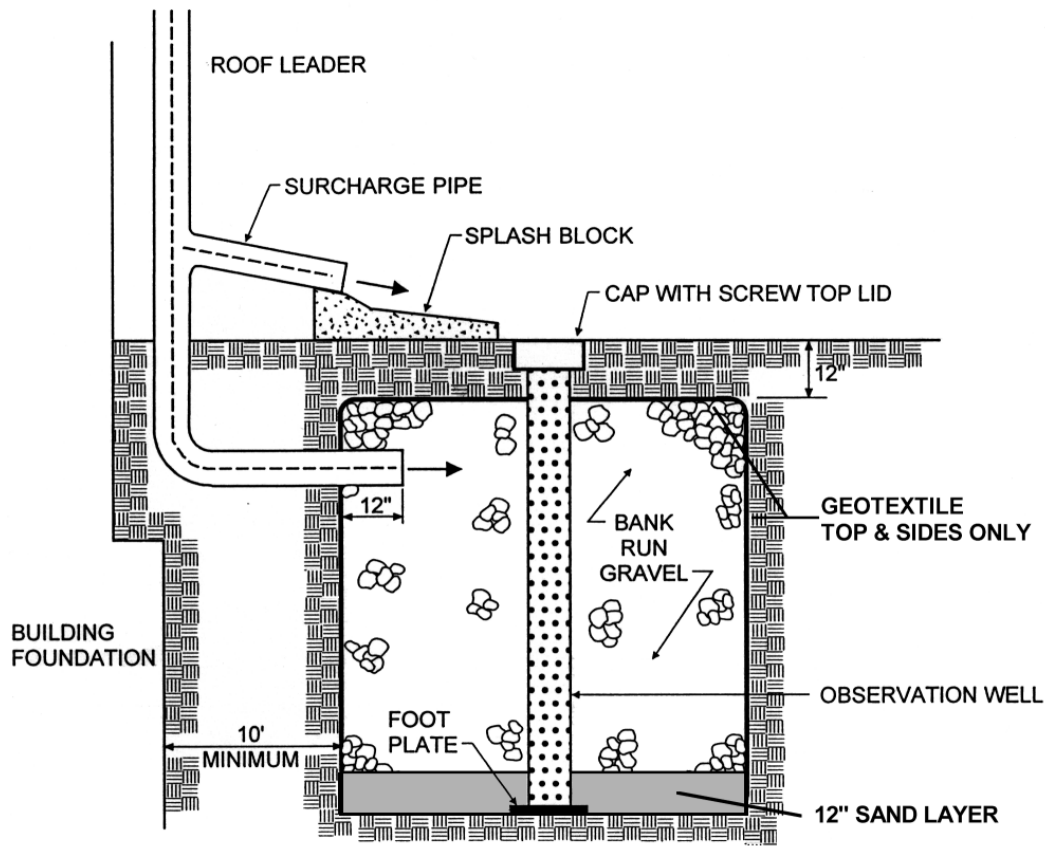 ROOF LEADER
SURCHARGE PIPE
SPLASH BLOCK
CAP WITH SCREW TOP LID
12"
12"
GEOTEXTILE
TOP & SIDES ONLY
BANK
RUN
GRAVEL
BUILDING
FOUNDATION
OBSERVATION WELL
FOOT
PLATE
10'
MINIMUM
12" SAND LAYER